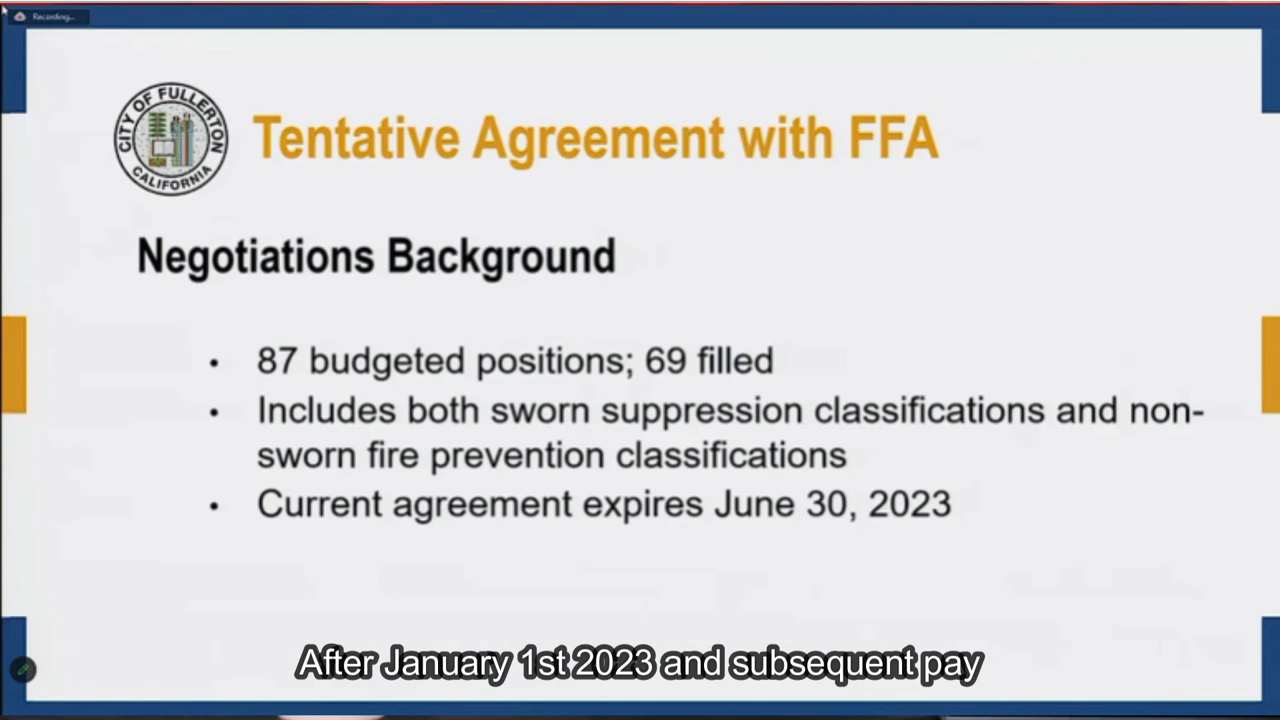 Recording...
CITY OF FULLERTON
CALIFORNIA
Tentative Agreement with FFA
Negotiations Background
• 87 budgeted positions; 69 filled
• Includes both sworn suppression classifications and non-
sworn fire prevention classifications
• Current agreement expires June 30, 2023
After January 1st 2023 and subsequent pay